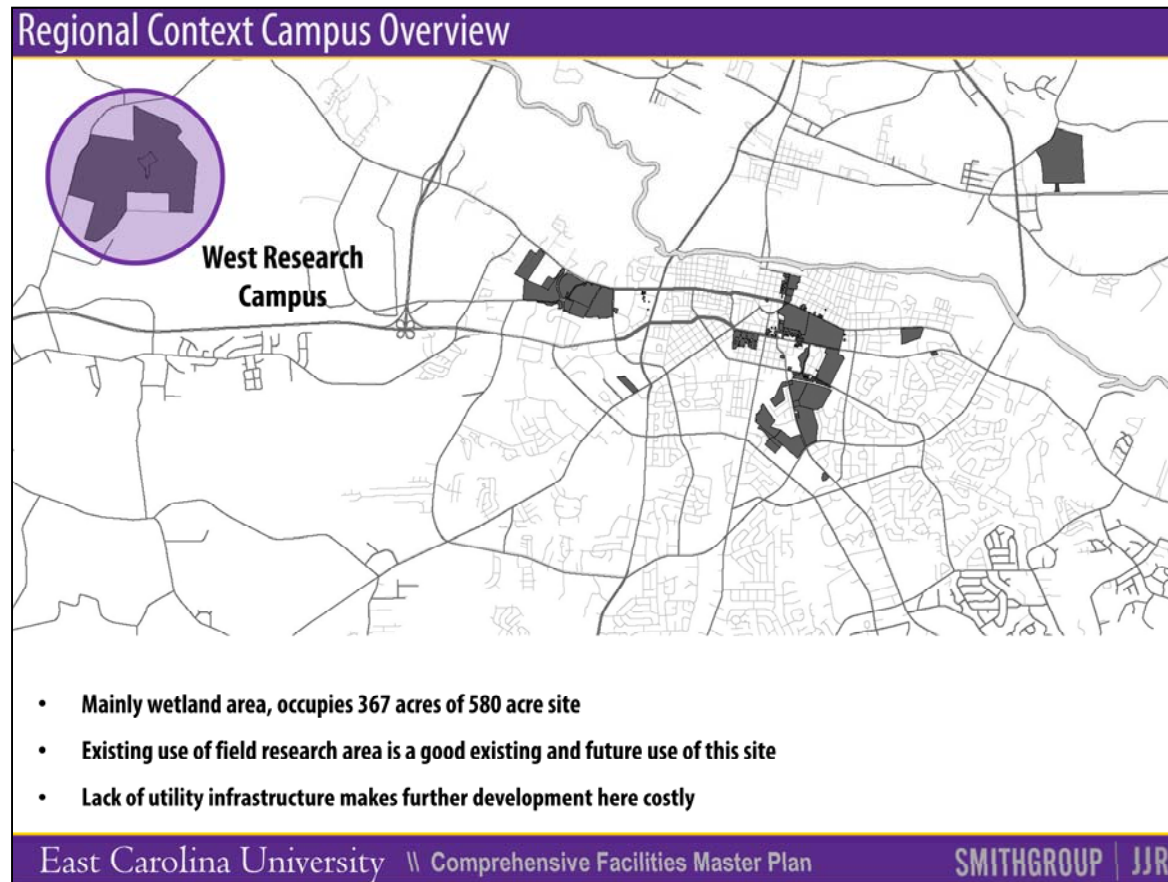 Regional Context Campus Overview
West Research
Campus
• Mainly wetland area, occupies 367 acres of 580 acre site
• Existing use of field research area is a good existing and future use of this site
• Lack of utility infrastructure makes further development here costly
East Carolina University \\ Comprehensive Facilities Master Plan SMITHGROUP | JJR